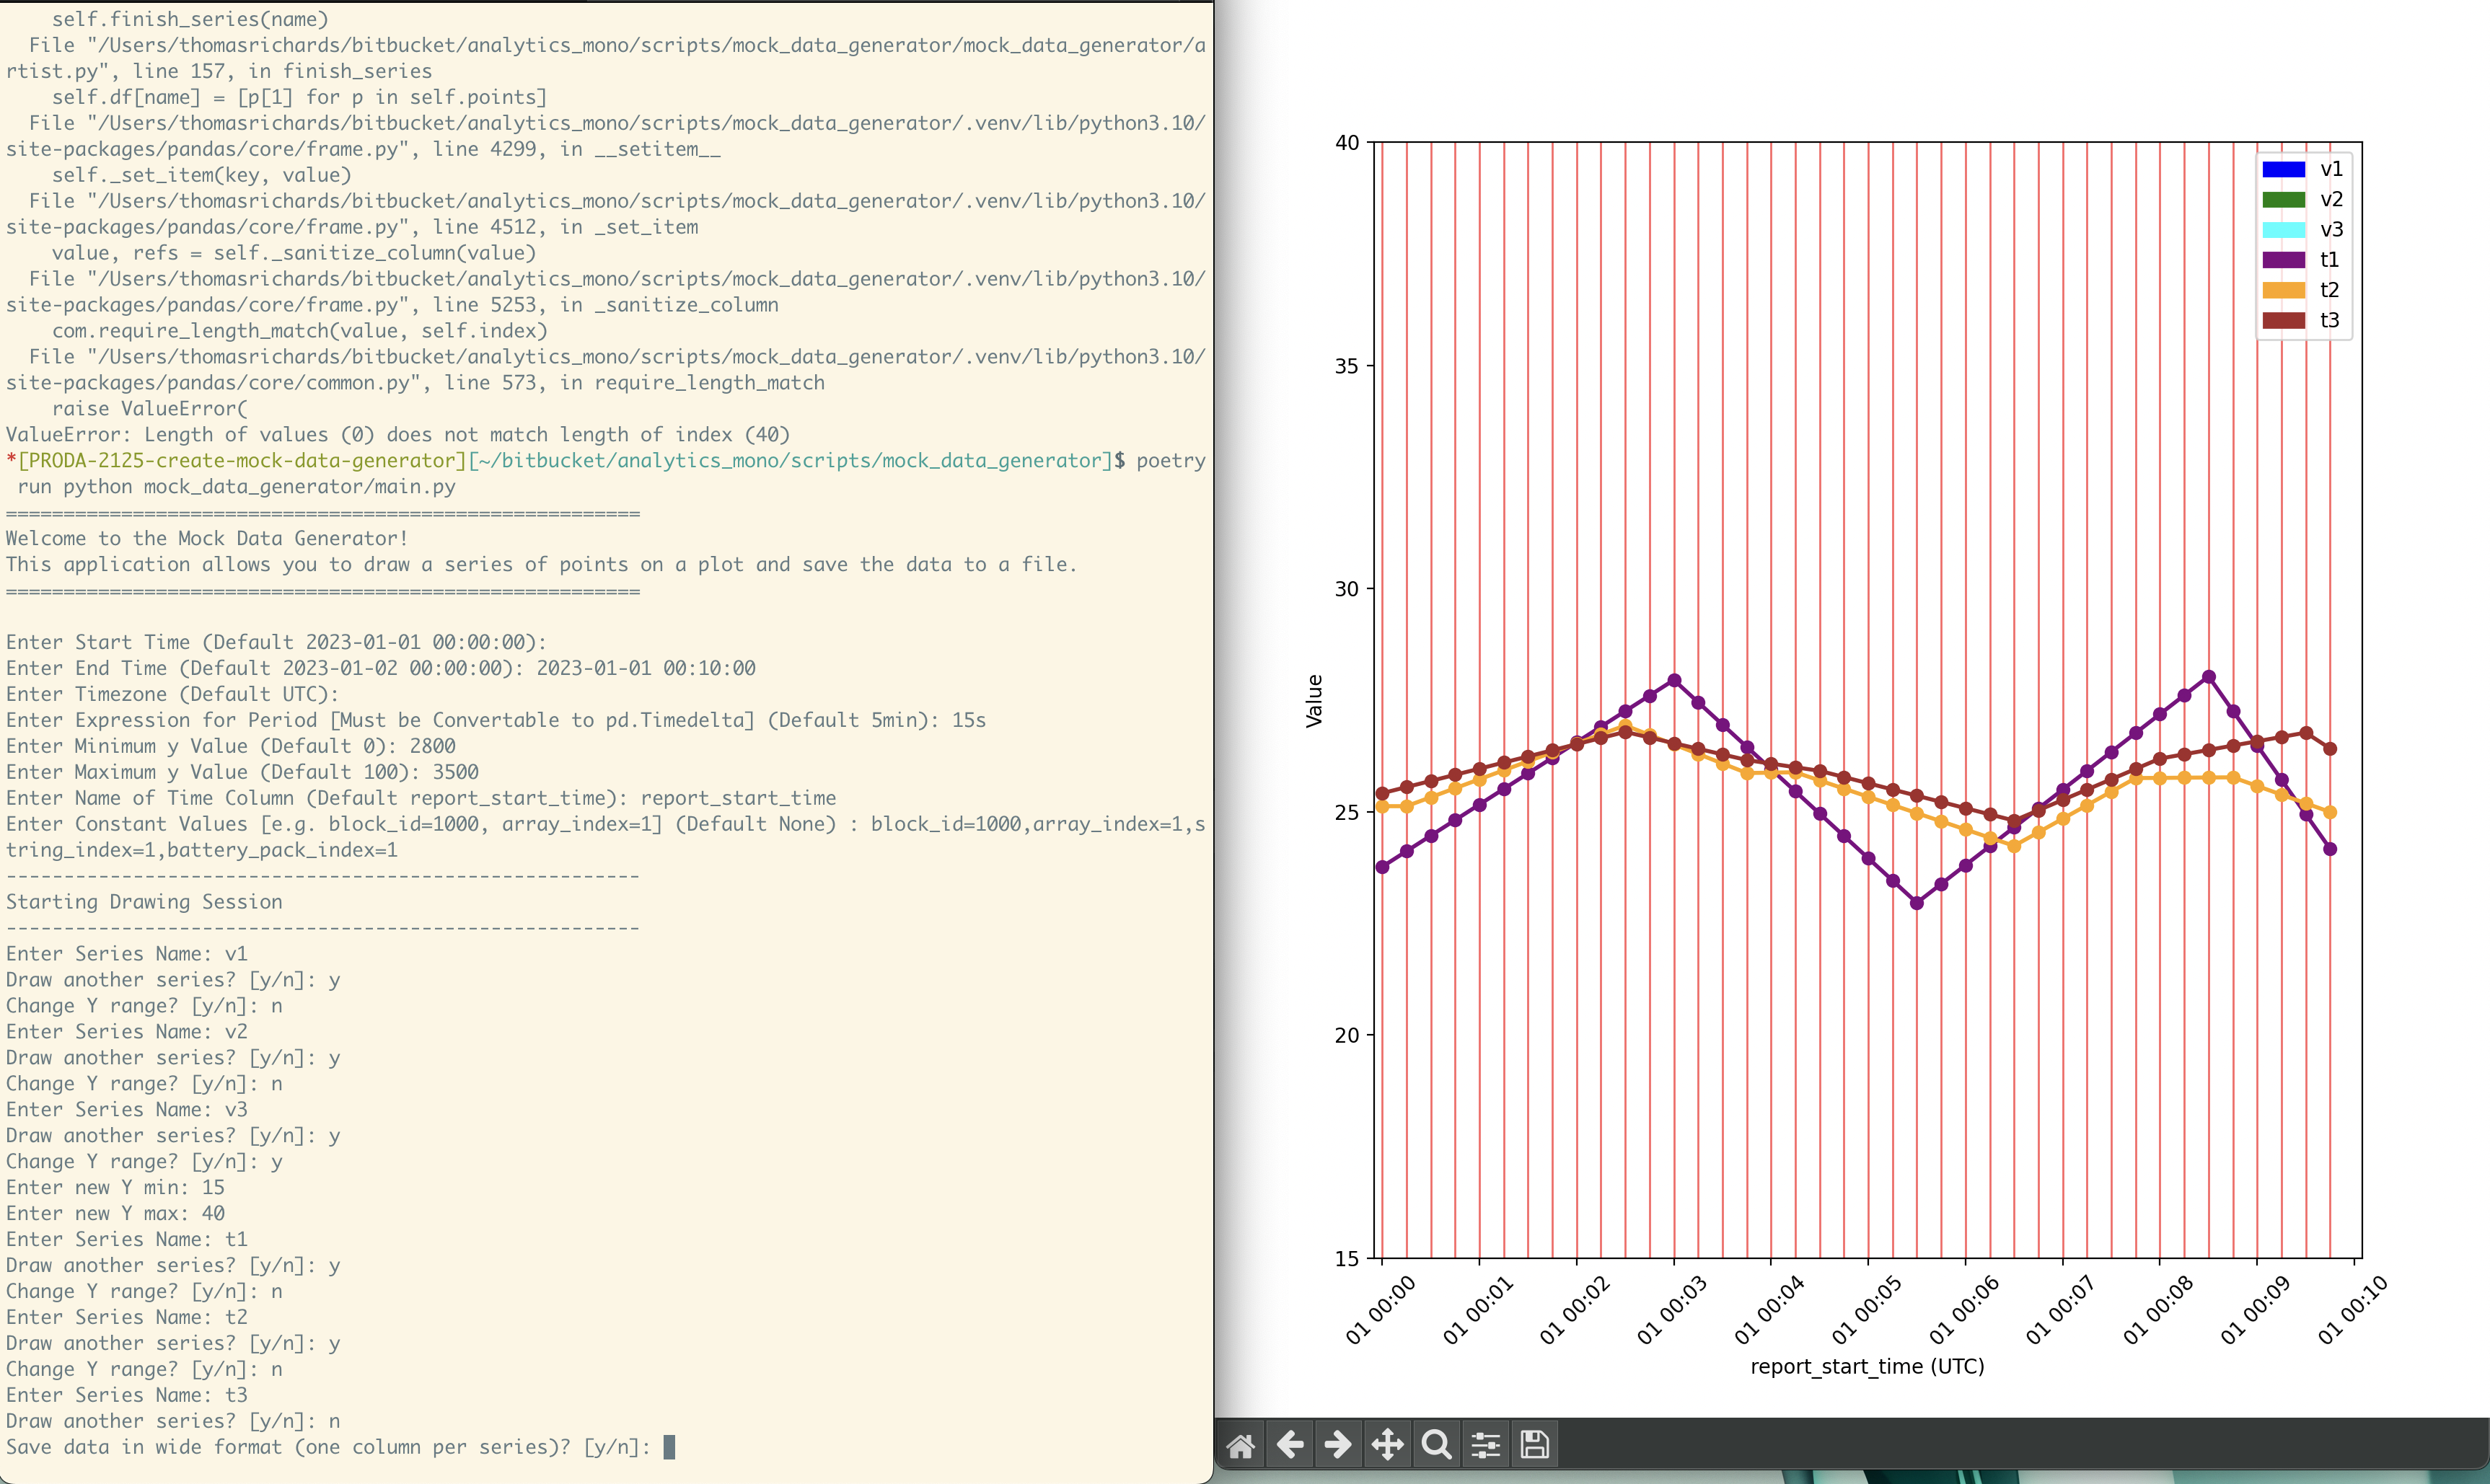 self.finish_series(name)
  File "/Users/thomasrichards/bitbucket/analytics_mono/scripts/mock_data_generator/mock_data_generator/a
rtist.py", line 157, in finish_series
    self.df[name] = [p[1] for p in self.points]
  File "/Users/thomasrichards/bitbucket/analytics_mono/scripts/mock_data_generator/.venv/lib/python3.10/
site-packages/pandas/core/frame.py", line 4299, in __setitem__
    self._set_item(key, value)
  File "/Users/thomasrichards/bitbucket/analytics_mono/scripts/mock_data_generator/.venv/lib/python3.10/
site-packages/pandas/core/frame.py", line 4512, in _set_item
    value, refs = self._sanitize_column(value)
  File "/Users/thomasrichards/bitbucket/analytics_mono/scripts/mock_data_generator/.venv/lib/python3.10/
site-packages/pandas/core/frame.py", line 5253, in _sanitize_column
    com.require_length_match(value, self.index)
  File "/Users/thomasrichards/bitbucket/analytics_mono/scripts/mock_data_generator/.venv/lib/python3.10/
site-packages/pandas/core/common.py", line 573, in require_length_match
    raise ValueError(
ValueError: Length of values (0) does not match length of index (40)
*[PRODA-2125-create-mock-data-generator][~/bitbucket/analytics_mono/scripts/mock_data_generator]$ poetry
 run python mock_data_generator/main.py
=======================================================
Welcome to the Mock Data Generator!
This application allows you to draw a series of points on a plot and save the data to a file.
=======================================================
Enter Start Time (Default 2023-01-01 00:00:00):
Enter End Time (Default 2023-01-02 00:00:00): 2023-01-01 00:10:00
Enter Timezone (Default UTC):
Enter Expression for Period [Must be Convertable to pd.Timedelta] (Default 5min): 15s
Enter Minimum y Value (Default 0): 2800
Enter Maximum y Value (Default 100): 3500
Enter Name of Time Column (Default report_start_time): report_start_time
Enter Constant Values [e.g. block_id=1000, array_index=1] (Default None) : block_id=1000,array_index=1,s
tring_index=1,battery_pack_index=1
-------------------------------------------------------
Starting Drawing Session
-------------------------------------------------------
Enter Series Name: v1
Draw another series? [y/n]: y
Change Y range? [y/n]: n
Enter Series Name: v2
Draw another series? [y/n]: y
Change Y range? [y/n]: n
Enter Series Name: v3
Draw another series? [y/n]: y
Change Y range? [y/n]: y
Enter new Y min: 15
Enter new Y max: 40
Enter Series Name: t1
Draw another series? [y/n]: y
Change Y range? [y/n]: n
Enter Series Name: t2
Draw another series? [y/n]: y
Change Y range? [y/n]: n
Enter Series Name: t3
Draw another series? [y/n]: n
Save data in wide format (one column per series)? [y/n]:
40
35
30
25
20
15
Value
v1
v2
v3
t1
t2
t3
01 00:00
01 00:01
01 00:02
01 00:03
01 00:04
01 00:05
01 00:06
01 00:07
01 00:08
01 00:09
01 00:10
report_start_time (UTC)